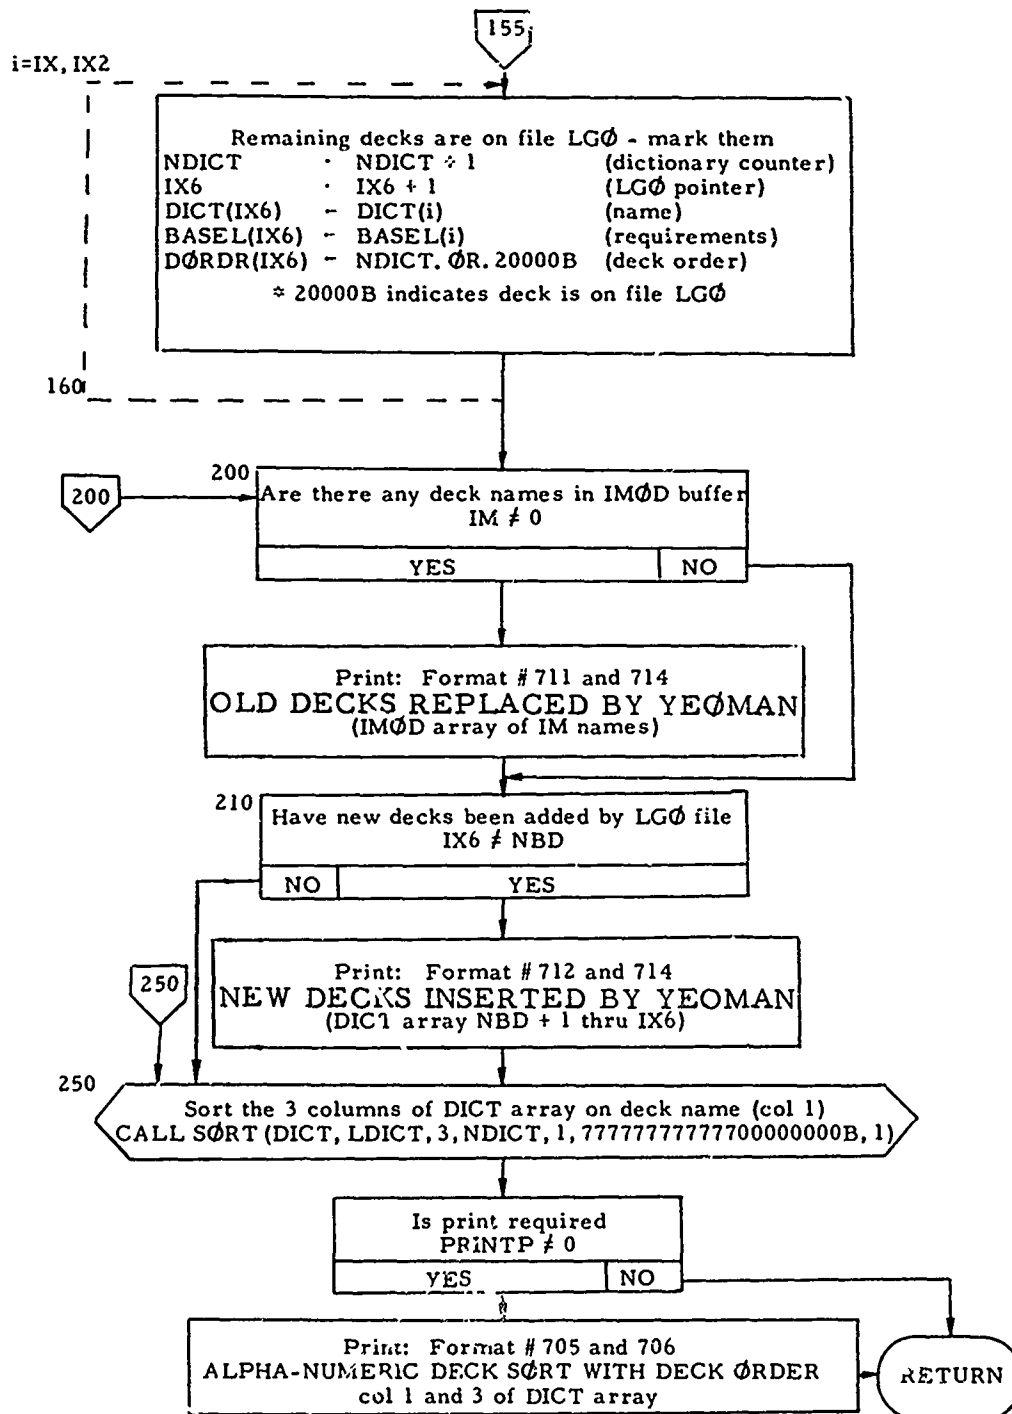 155
i=IX, IX2
Remaining decks are on file LGØ - mark them
NDICT - NDICT + 1 (dictionary counter)
IX6 - IX6 + 1 (LGØ pointer)
DICT(IX6) - DICT(i) (name)
BASEL(IX6) - BASEL(i) (requirements)
DØRDR(IX6) - NDICT. ØR. 20000B (deck order)
* 20000B indicates deck is on file LGØ
160
200
200
Are there any deck names in IMØD buffer
IM ≠ 0
YES NO
Print: Format # 711 and 714
OLD DECKS REPLACED BY YEØMAN
(IMØD array of IM names)
210
Have new decks been added by LGØ file
IX6 ≠ NBD
NO YES
Print: Format # 712 and 714
NEW DECKS INSERTED BY YEOMAN
(DICT array NBD + 1 thru IX6)
250
250
Sort the 3 columns of DICT array on deck name (col 1)
CALL SØRT (DICT, LDICT, 3, NDICT, 1, 77777777777700000000B, 1)
Is print required
PRINTP ≠ 0
YES NO
Print: Format # 705 and 706
ALPHA-NUMERIC DECK SØRT WITH DECK ØRDER
col 1 and 3 of DICT array
RETURN